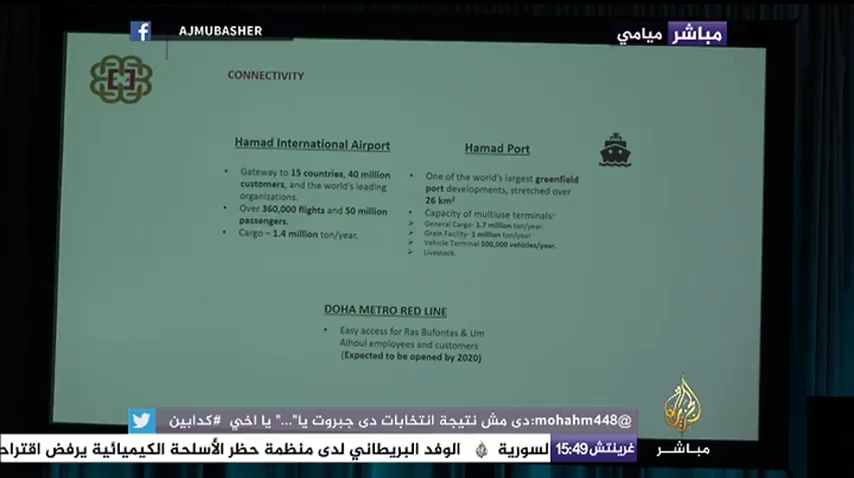 AJMUBASHER
مباشر ميامي
CONNECTIVITY
Hamad International Airport
• Gateway to 15 countries, 40 million
customers, and the world's leading
organizations.
• Over 360,000 flights and 50 million
passengers.
• Cargo – 1.4 million ton/year.
Hamad Port
• One of the world's largest greenfield
port developments, stretched over
26 km²
• Capacity of multiuse terminals:
➢ General Cargo- 1.7 million ton/year.
➢ Grain Facility- 1 million ton/year
➢ Vehicle Terminal 500,000 vehicles/year.
➢ Livestock.
DOHA METRO RED LINE
• Easy access for Ras Bufontas & Um
Alhoul employees and customers
(Expected to be opened by 2020)
@mohahm448:دى مش نتيجة انتخابات دى جبروت يا"..." يا اخي #كدابين
الجزيرة
مباشر
غرينتش 15:49
لسورية الوفد البريطاني لدى منظمة حظر الأسلحة الكيميائية يرفض اقتراح